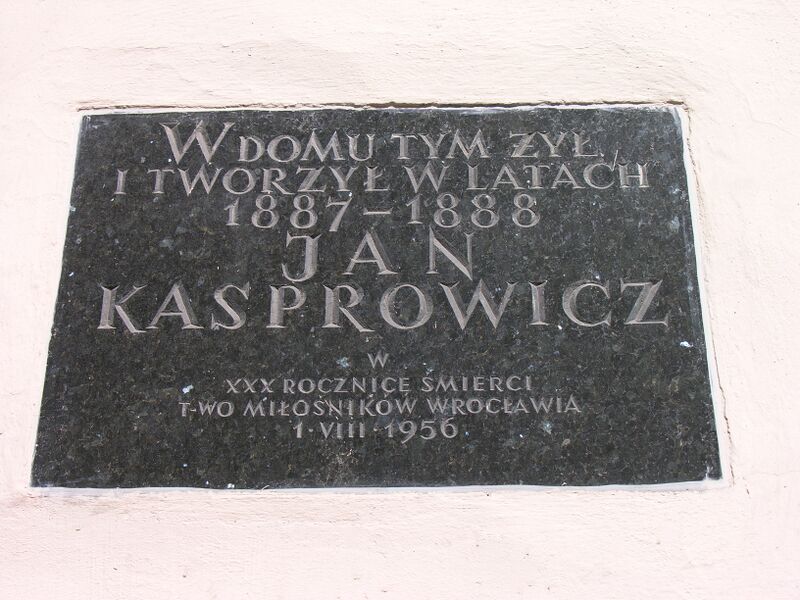 W DOMU TYM ŻYŁ
I TWORZYŁ W LATACH
1887-1888
JAN
KASPROWICZ
W
XXX ROCZNICĘ ŚMIERCI
T-WO MIŁOŚNIKÓW WROCŁAWIA
1·VIII·1956